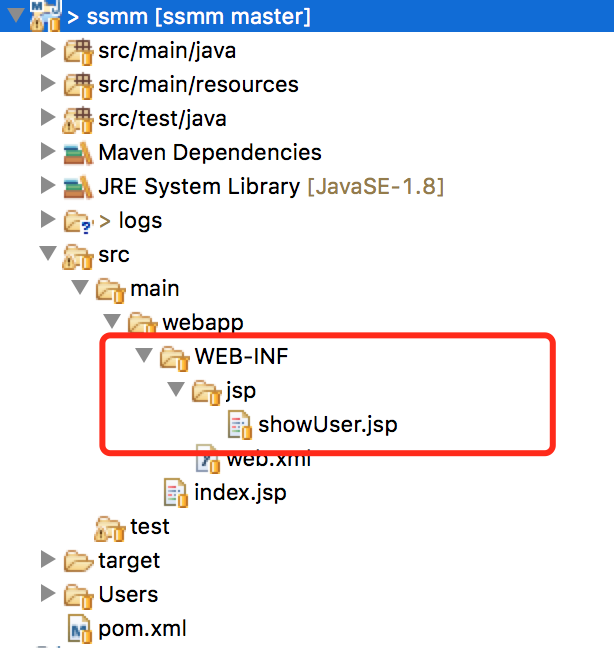 > ssmm [ssmm master]
src/main/java
src/main/resources
src/test/java
Maven Dependencies
JRE System Library [JavaSE-1.8]
> logs
src
main
webapp
WEB-INF
jsp
showUser.jsp
web.xml
index.jsp
test
target
Users
pom.xml